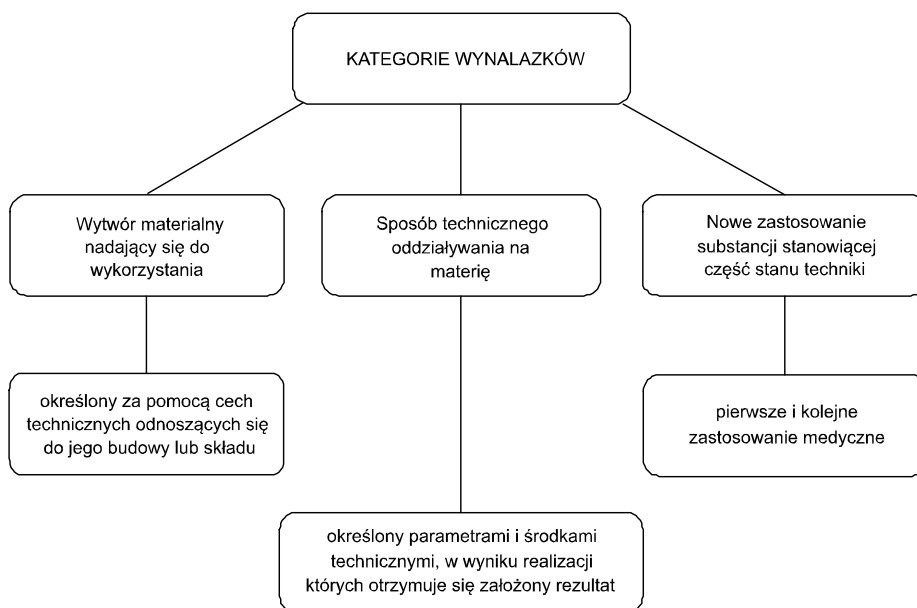 KATEGORIE WYNALAZKÓW
Wytwór materialny
nadający się do
wykorzystania
Sposób technicznego
oddziaływania na
materię
Nowe zastosowanie
substancji stanowiącej
część stanu techniki
określony za pomocą cech
technicznych odnoszących się
do jego budowy lub składu
pierwsze i kolejne
zastosowanie medyczne
określony parametrami i środkami
technicznymi, w wyniku realizacji
których otrzymuje się założony rezultat